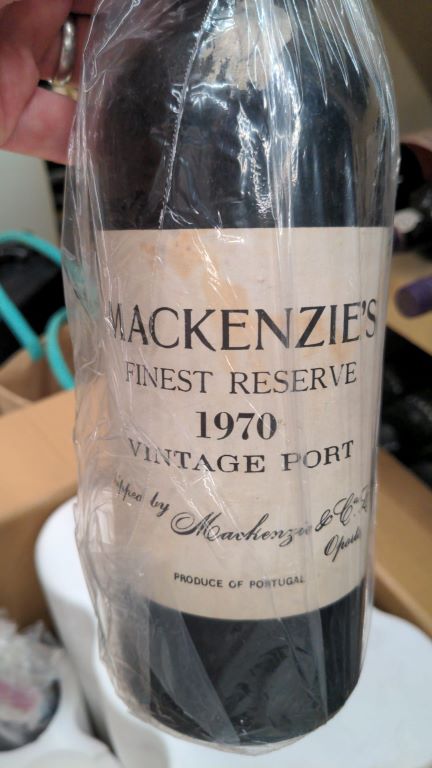 MACKENZIE'S
FINEST RESERVE
1970
VINTAGE PORT
Shipped by Mackenzie & Co.
Oporto
PRODUCE OF PORTUGAL